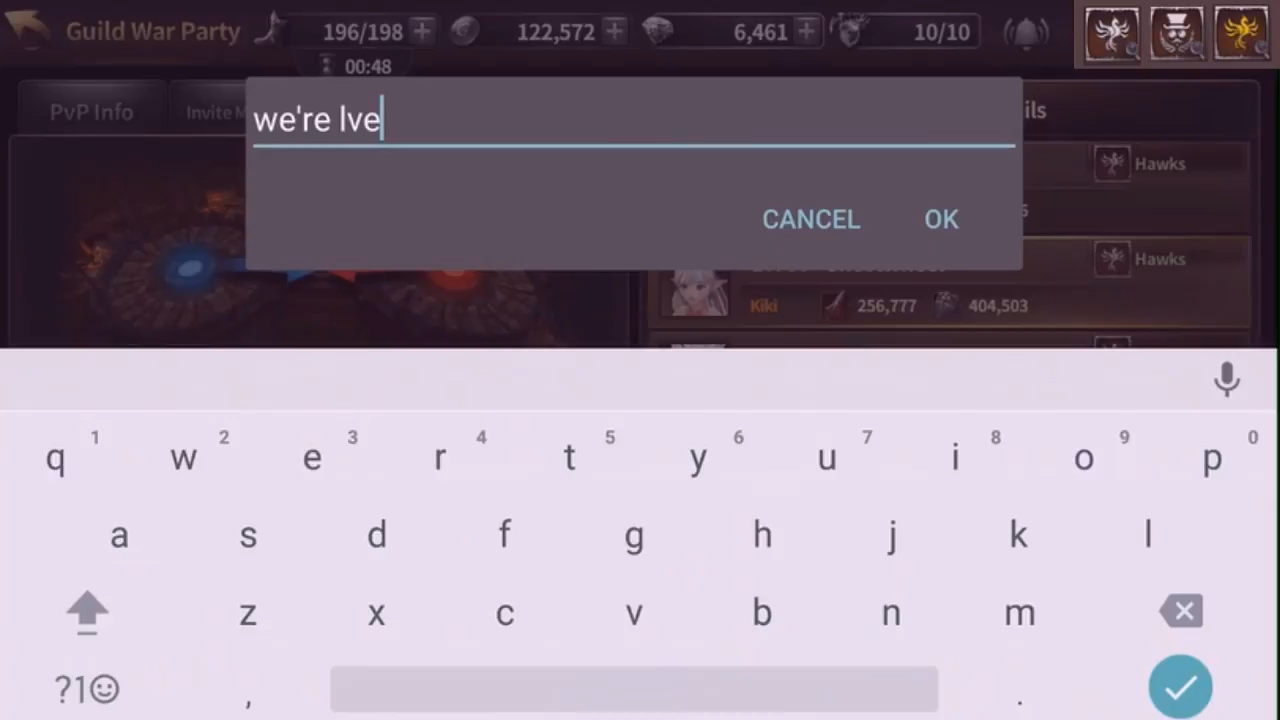 Guild War Party 196/198 122,572 6,461 10/10
00:48
PvP Info Invite M ils
we're lve
Hawks
CANCEL OK
Hawks
Kiki 256,777 404,503
q 1 w 2 e 3 r 4 t 5 y 6 u 7 i 8 o 9 p 0
a s d f g h j k l
z x c v b n m
?1☺ , .